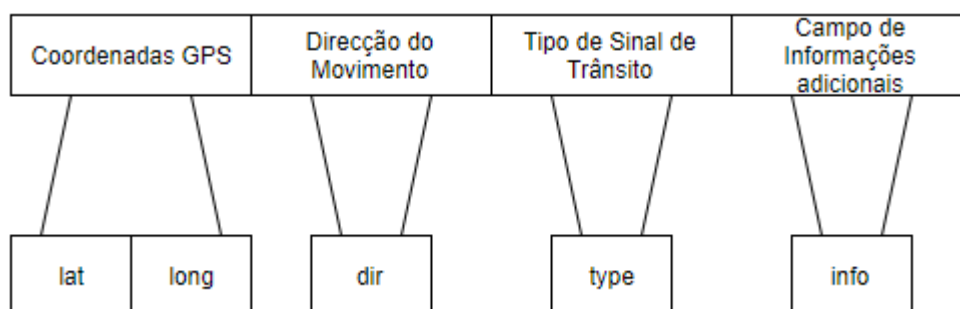 Coordenadas GPS
Direcção do
Movimento
Tipo de Sinal de
Trânsito
Campo de
Informações
adicionais
lat
long
dir
type
info